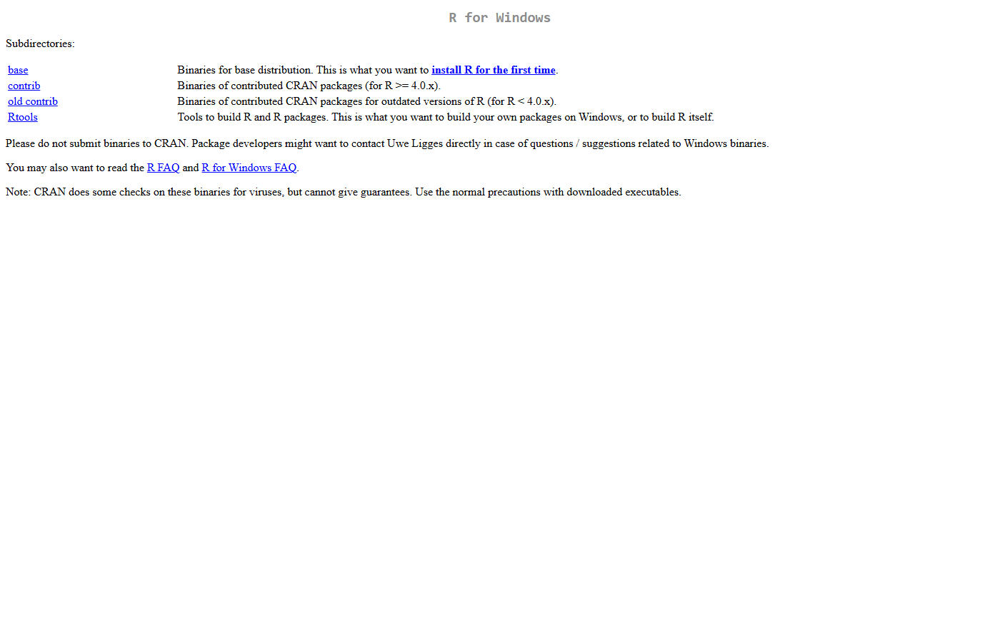 R for Windows
Subdirectories:
base Binaries for base distribution. This is what you want to install R for the first time.
contrib Binaries of contributed CRAN packages (for R >= 4.0.x).
old contrib Binaries of contributed CRAN packages for outdated versions of R (for R < 4.0.x).
Rtools Tools to build R and R packages. This is what you want to build your own packages on Windows, or to build R itself.
Please do not submit binaries to CRAN. Package developers might want to contact Uwe Ligges directly in case of questions / suggestions related to Windows binaries.
You may also want to read the R FAQ and R for Windows FAQ.
Note: CRAN does some checks on these binaries for viruses, but cannot give guarantees. Use the normal precautions with downloaded executables.